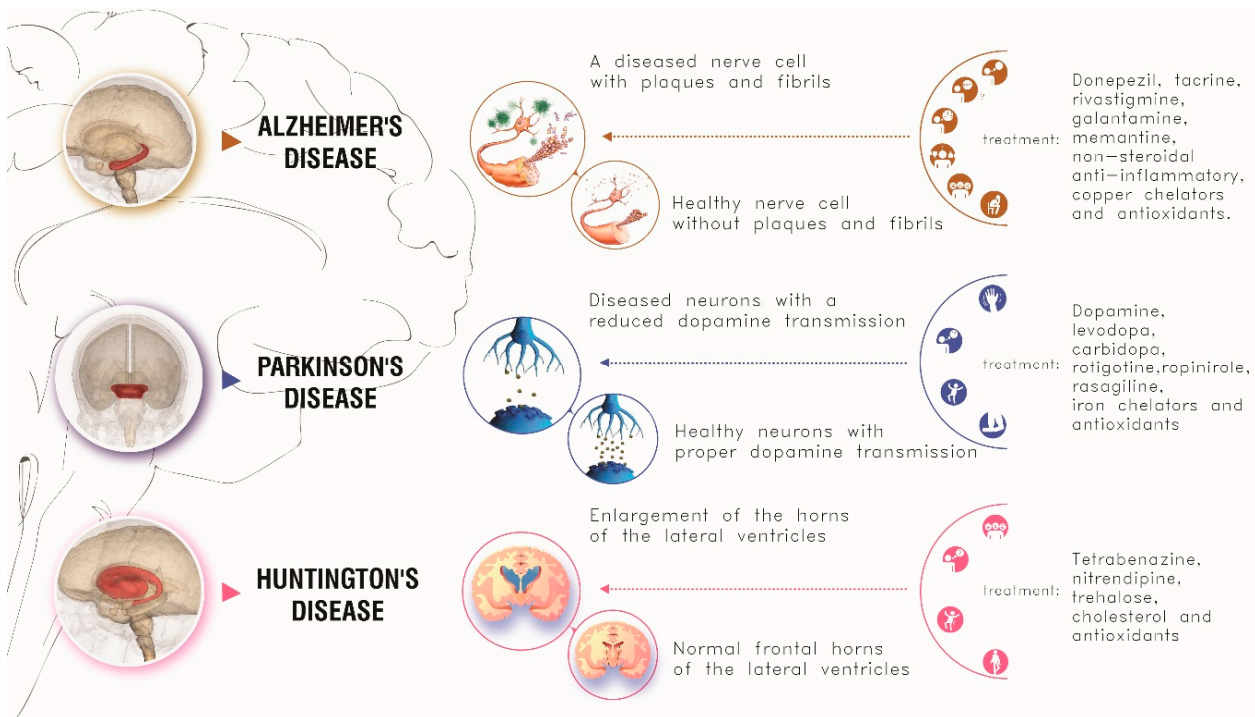 ALZHEIMER'S
DISEASE
A diseased nerve cell
with plaques and fibrils
Healthy nerve cell
without plaques and fibrils
?
treatment:
Donepezil, tacrine,
rivastigmine,
galantamine,
memantine,
non-steroidal
anti-inflammatory,
copper chelators
and antioxidants.
PARKINSON'S
DISEASE
Diseased neurons with a
reduced dopamine transmission
Healthy neurons with
proper dopamine transmission
treatment:
Dopamine,
levodopa,
carbidopa,
rotigotine,ropinirole,
rasagiline,
iron chelators and
antioxidants
HUNTINGTON'S
DISEASE
Enlargement of the horns
of the lateral ventricles
Normal frontal horns
of the lateral ventricles
treatment:
Tetrabenazine,
nitrendipine,
trehalose,
cholesterol and
antioxidants